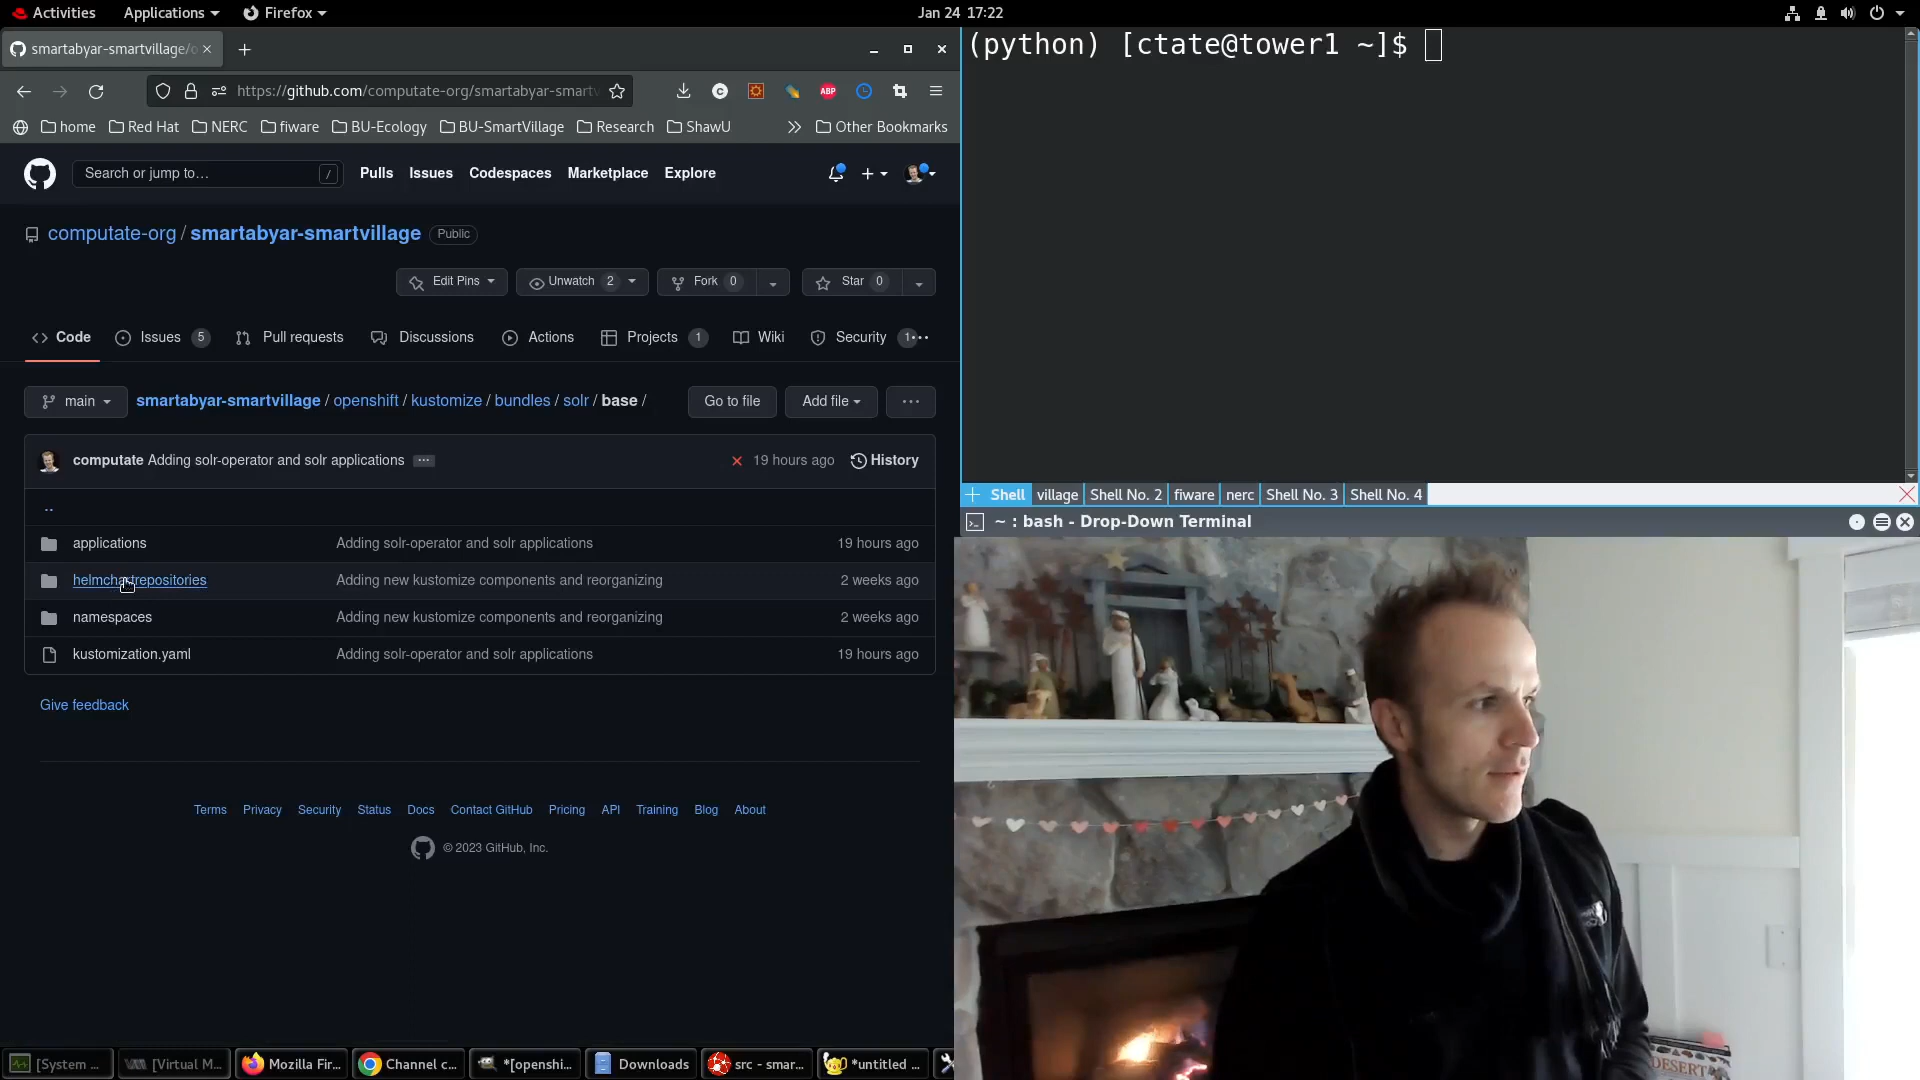 Activities Applications Firefox Jan 24 17:22
smartabyar-smartvillage/o
https://github.com/computate-org/smartabyar-smartv
ABP
home Red Hat NERC fiware BU-Ecology BU-SmartVillage Research ShawU Other Bookmarks
Search or jump to… / Pulls Issues Codespaces Marketplace Explore
computate-org / smartabyar-smartvillage Public
Edit Pins Unwatch 2 Fork 0 Star 0
Code Issues 5 Pull requests Discussions Actions Projects 1 Wiki Security 1
main smartabyar-smartvillage / openshift / kustomize / bundles / solr / base / Go to file Add file
computate Adding solr-operator and solr applications 19 hours ago History
..
applications Adding solr-operator and solr applications 19 hours ago
helmchartrepositories Adding new kustomize components and reorganizing 2 weeks ago
namespaces Adding new kustomize components and reorganizing 2 weeks ago
kustomization.yaml Adding solr-operator and solr applications 19 hours ago
Give feedback
Terms Privacy Security Status Docs Contact GitHub Pricing API Training Blog About
© 2023 GitHub, Inc.
(python) [ctate@tower1 ~]$
Shell village Shell No. 2 fiware nerc Shell No. 3 Shell No. 4
~ : bash - Drop-Down Terminal
DESERT
[System ... [Virtual M... Mozilla Fir... Channel c... *[openshi... Downloads src - smar... *untitled ...